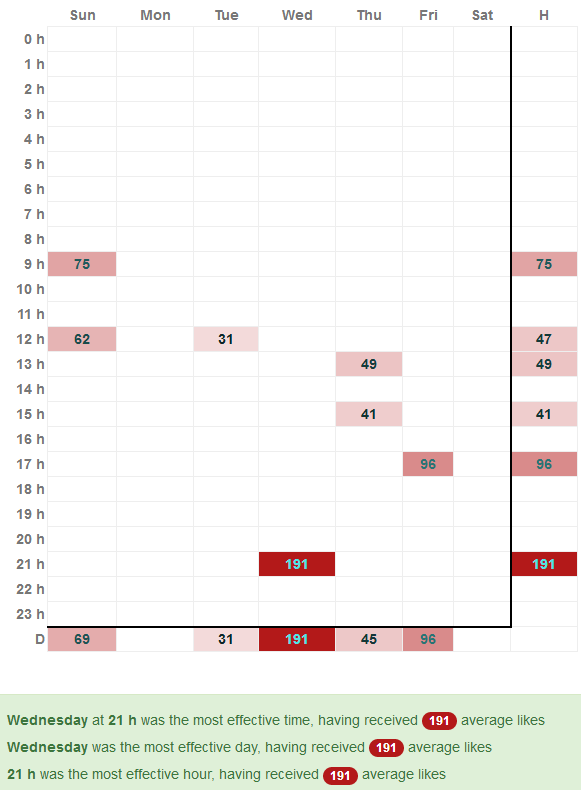 Sun Mon Tue Wed Thu Fri Sat H
0 h
1 h
2 h
3 h
4 h
5 h
6 h
7 h
8 h
9 h 75 75
10 h
11 h
12 h 62 31 47
13 h 49 49
14 h
15 h 41 41
16 h
17 h 96 96
18 h
19 h
20 h
21 h 191 191
22 h
23 h
D 69 31 191 45 96
Wednesday at 21 h was the most effective time, having received 191 average likes
Wednesday was the most effective day, having received 191 average likes
21 h was the most effective hour, having received 191 average likes